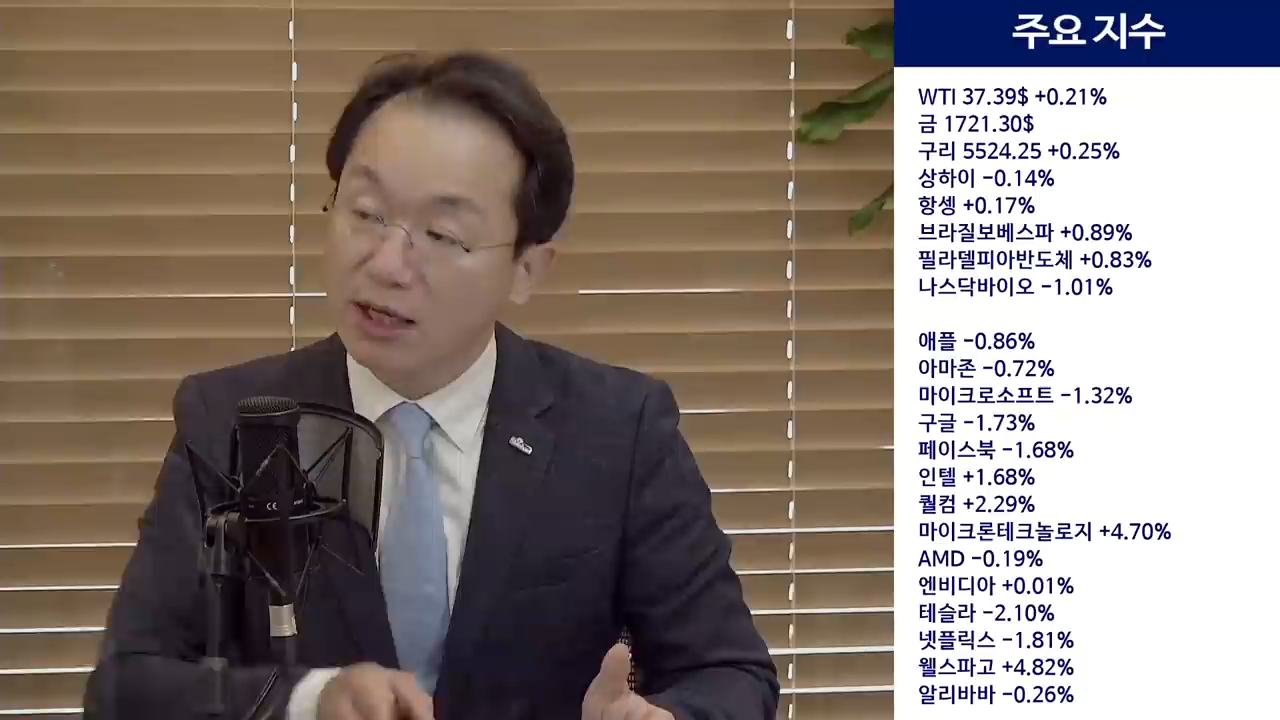 주요 지수
WTI 37.39$ +0.21%
금 1721.30$
구리 5524.25 +0.25%
상하이 -0.14%
항셍 +0.17%
브라질보베스파 +0.89%
필라델피아반도체 +0.83%
나스닥바이오 -1.01%
애플 -0.86%
아마존 -0.72%
마이크로소프트 -1.32%
구글 -1.73%
페이스북 -1.68%
인텔 +1.68%
퀄컴 +2.29%
마이크론테크놀로지 +4.70%
AMD -0.19%
엔비디아 +0.01%
테슬라 -2.10%
넷플릭스 -1.81%
웰스파고 +4.82%
알리바바 -0.26%
CE